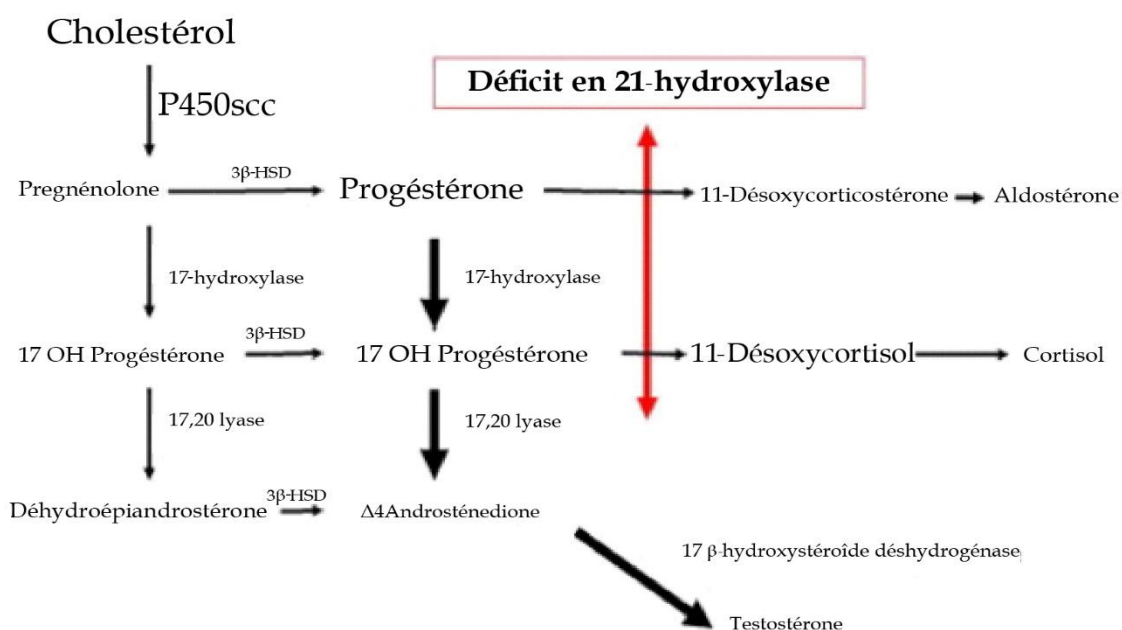 Cholestérol
Déficit en 21-hydroxylase
P450scc
Pregnénolone
3β-HSD
Progéstérone
11-Désoxycorticostérone
Aldostérone
17-hydroxylase
17-hydroxylase
17 OH Progéstérone
3β-HSD
17 OH Progéstérone
11-Désoxycortisol
Cortisol
17,20 lyase
17,20 lyase
Déhydroépiandrostérone
3β-HSD
Δ4Androsténedione
17 β-hydroxystéroîde déshydrogénase
Testostérone